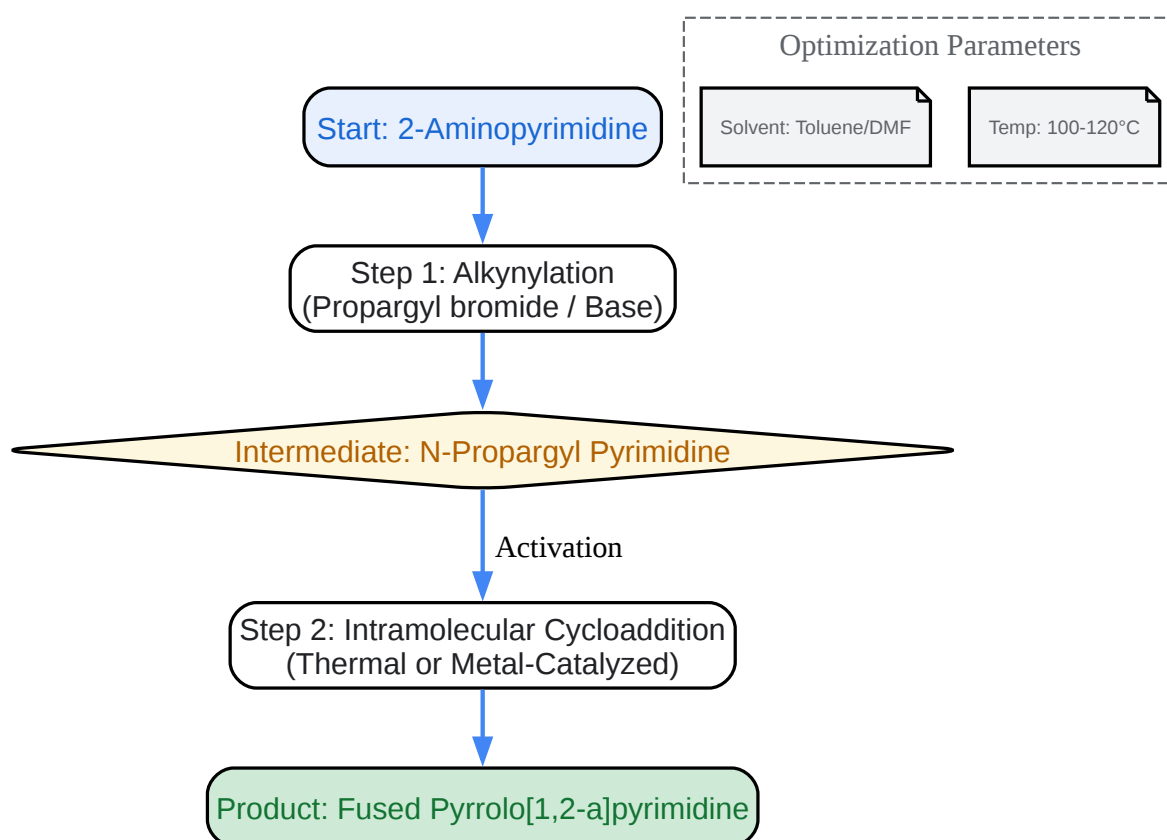 Optimization Parameters
Start: 2-Aminopyrimidine
Solvent: Toluene/DMF
Temp: 100-120°C
Step 1: Alkynylation
(Propargyl bromide / Base)
Intermediate: N-Propargyl Pyrimidine
Activation
Step 2: Intramolecular Cycloaddition
(Thermal or Metal-Catalyzed)
Product: Fused Pyrrolo[1,2-a]pyrimidine